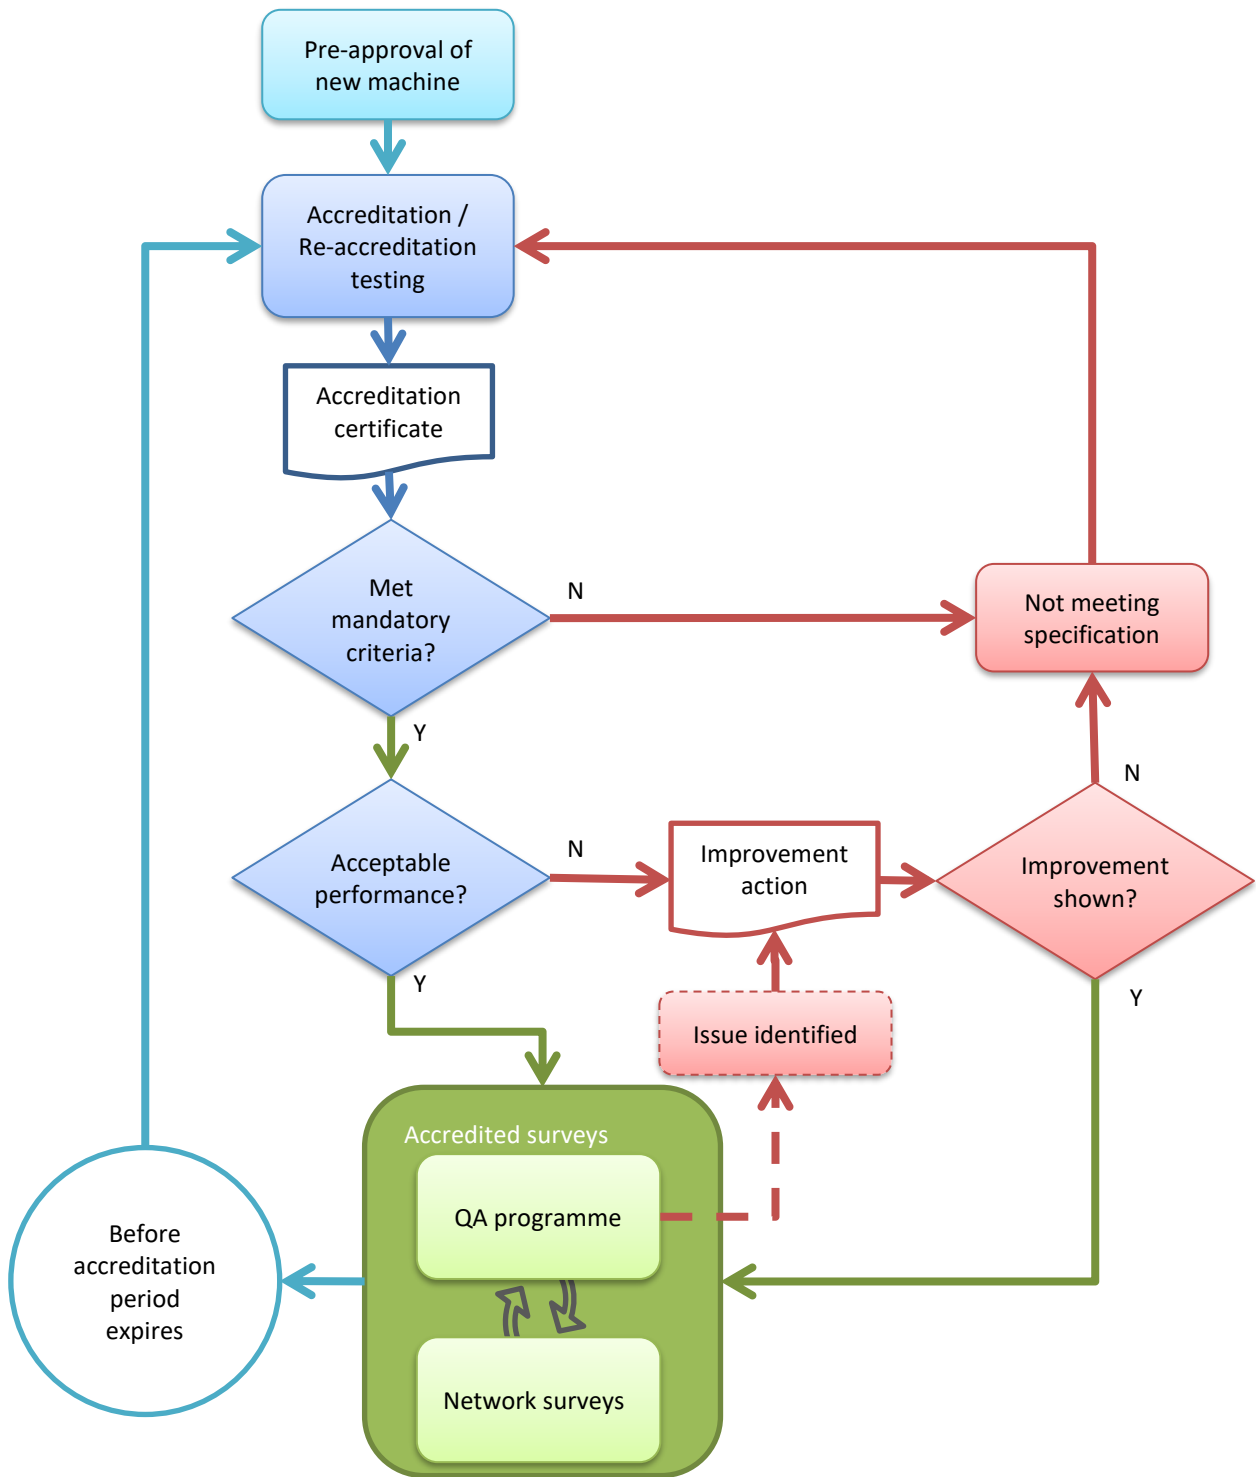 Pre-approval of
new machine
Accreditation /
Re-accreditation
testing
Accreditation
certificate
Met
mandatory
criteria?
N
Not meeting
specification
Y
N
Acceptable
performance?
N
Improvement
action
Improvement
shown?
Y
Y
Issue identified
Accredited surveys
QA programme
Before
accreditation
period
expires
Network surveys